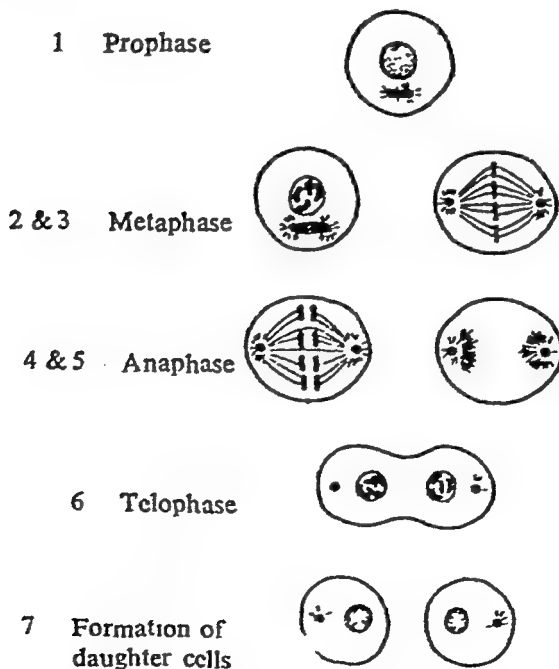 1 Prophase
2 & 3 Metaphase
4 & 5 Anaphase
6 Telophase
7 Formation of
daughter cells